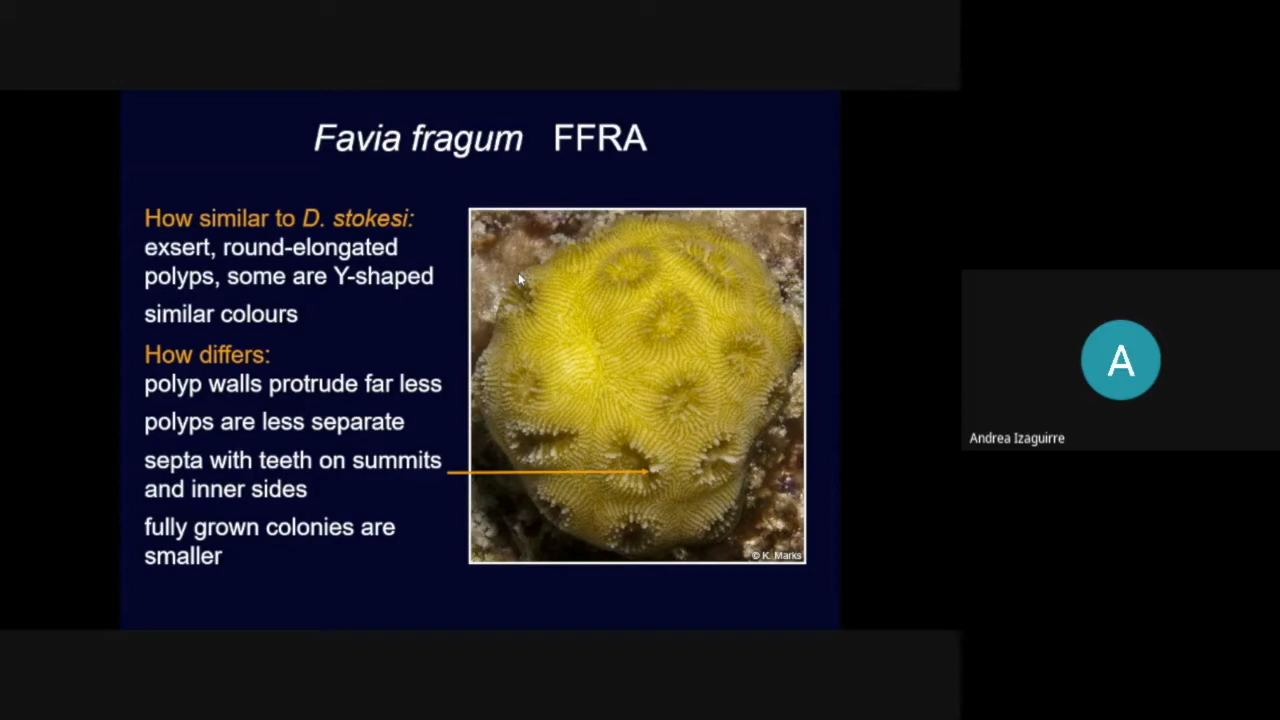 Favia fragum FFRA
How similar to D. stokesi:
exsert, round-elongated
polyps, some are Y-shaped
similar colours
How differs:
polyp walls protrude far less
polyps are less separate
septa with teeth on summits
and inner sides
fully grown colonies are
smaller
© K. Marks
A
Andrea Izaguirre